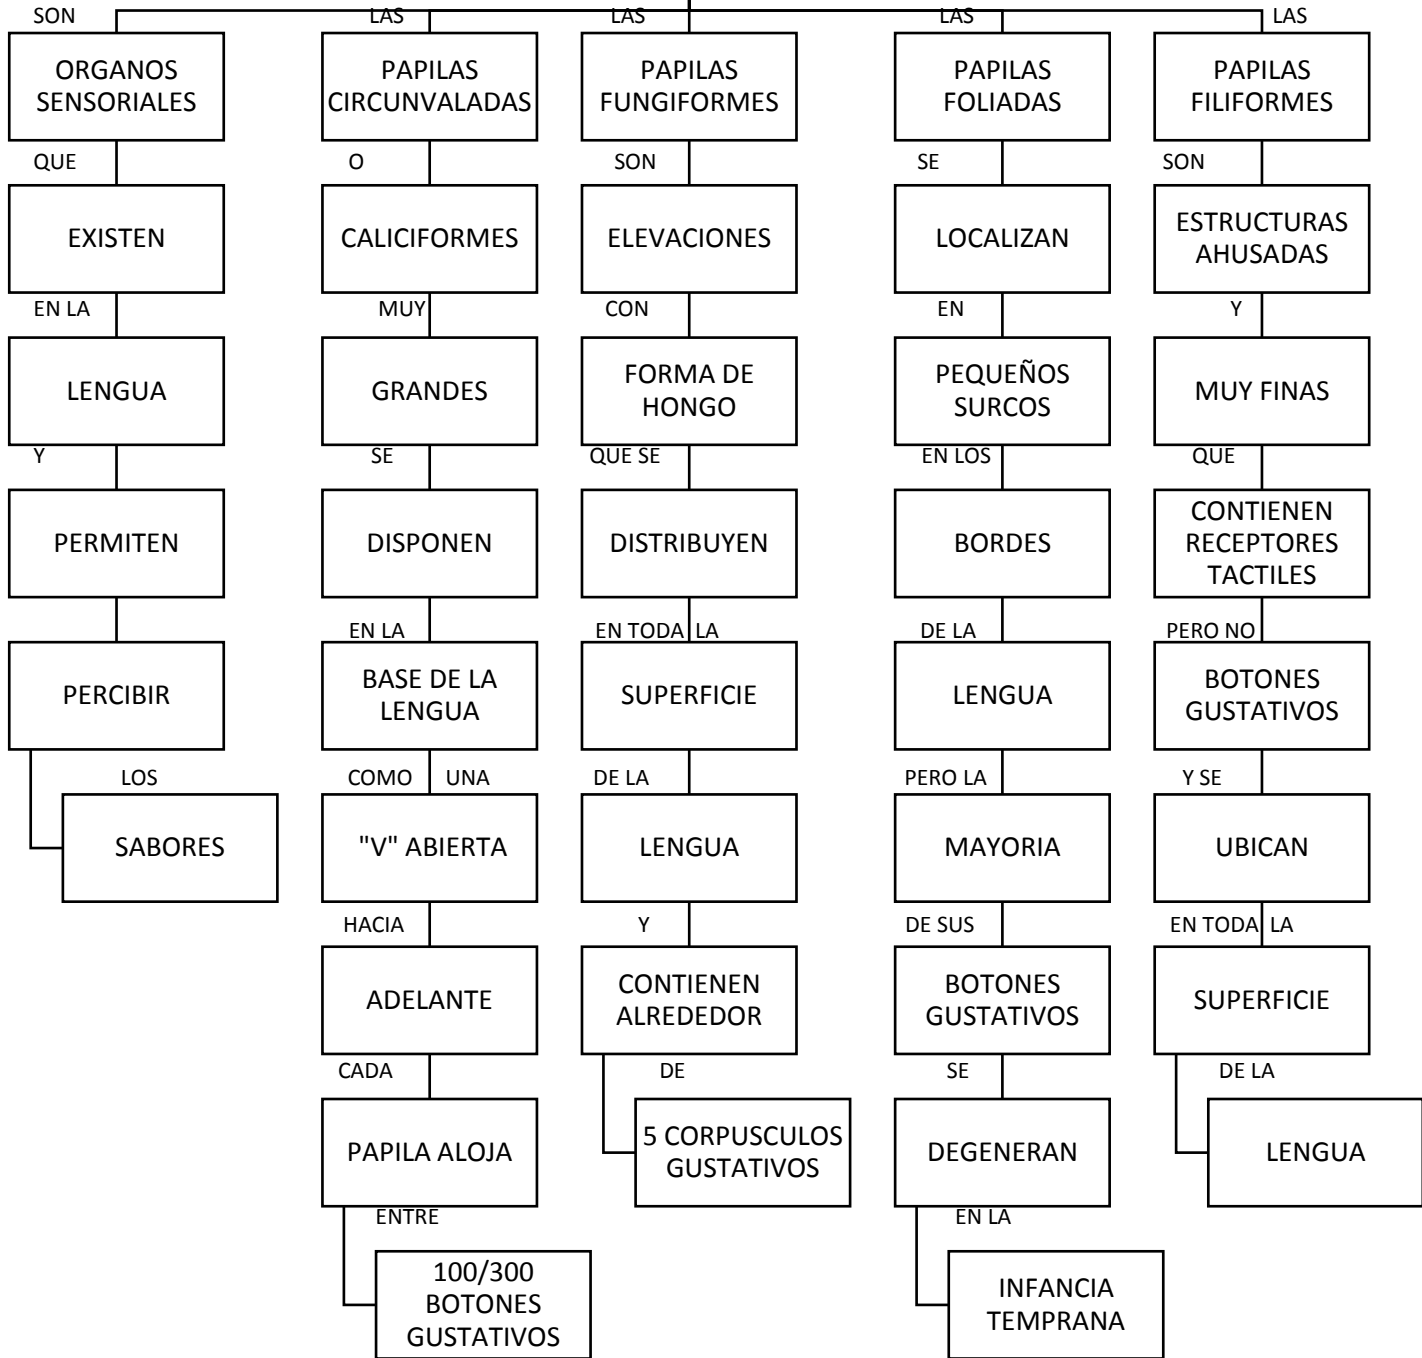 SON
ORGANOS
SENSORIALES
QUE
EXISTEN
EN LA
LENGUA
Y
PERMITEN
PERCIBIR
LOS
SABORES
LAS
PAPILAS
CIRCUNVALADAS
O
CALICIFORMES
MUY
GRANDES
SE
DISPONEN
EN LA
BASE DE LA
LENGUA
COMO UNA
"V" ABIERTA
HACIA
ADELANTE
CADA
PAPILA ALOJA
ENTRE
100/300
BOTONES
GUSTATIVOS
LAS
PAPILAS
FUNGIFORMES
SON
ELEVACIONES
CON
FORMA DE
HONGO
QUE SE
DISTRIBUYEN
EN TODA LA
SUPERFICIE
DE LA
LENGUA
Y
CONTIENEN
ALREDEDOR
DE
5 CORPUSCULOS
GUSTATIVOS
LAS
PAPILAS
FOLIADAS
SE
LOCALIZAN
EN
PEQUEÑOS
SURCOS
EN LOS
BORDES
DE LA
LENGUA
PERO LA
MAYORIA
DE SUS
BOTONES
GUSTATIVOS
SE
DEGENERAN
EN LA
INFANCIA
TEMPRANA
LAS
PAPILAS
FILIFORMES
SON
ESTRUCTURAS
AHUSADAS
Y
MUY FINAS
QUE
CONTIENEN
RECEPTORES
TACTILES
PERO NO
BOTONES
GUSTATIVOS
Y SE
UBICAN
EN TODA LA
SUPERFICIE
DE LA
LENGUA